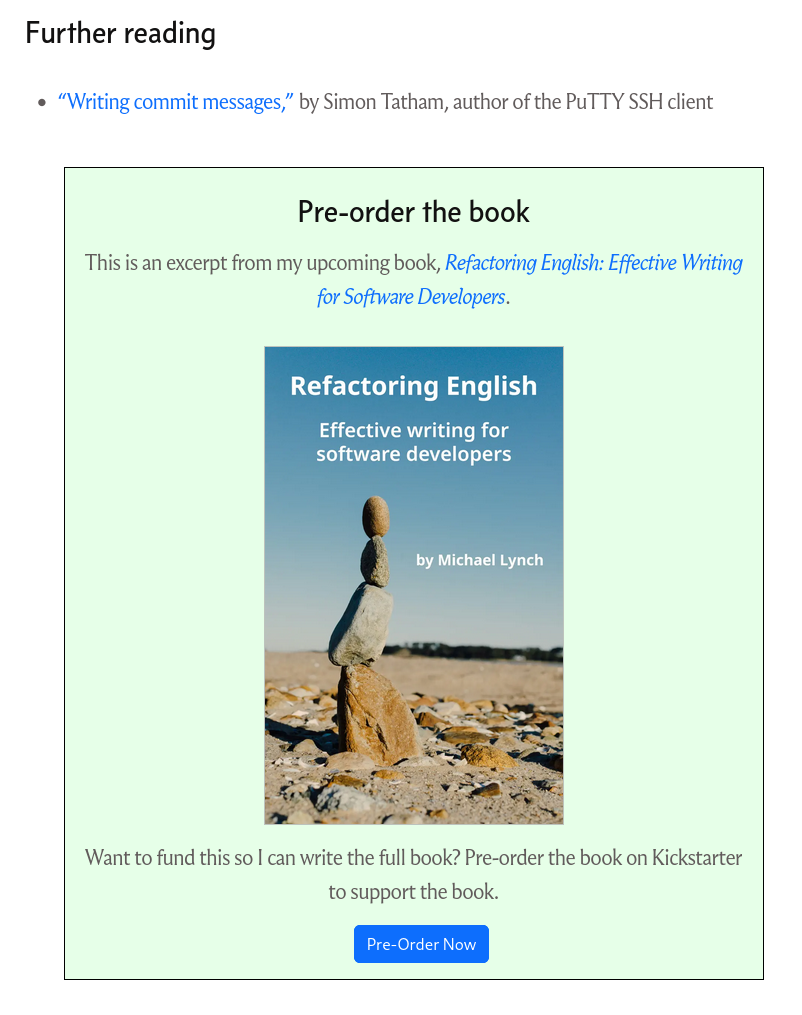 Further reading
• “Writing commit messages,” by Simon Tatham, author of the PuTTY SSH client
Pre-order the book
This is an excerpt from my upcoming book, Refactoring English: Effective Writing
for Software Developers.
Refactoring English
Effective writing for
software developers
by Michael Lynch
Want to fund this so I can write the full book? Pre-order the book on Kickstarter
to support the book.
Pre-Order Now